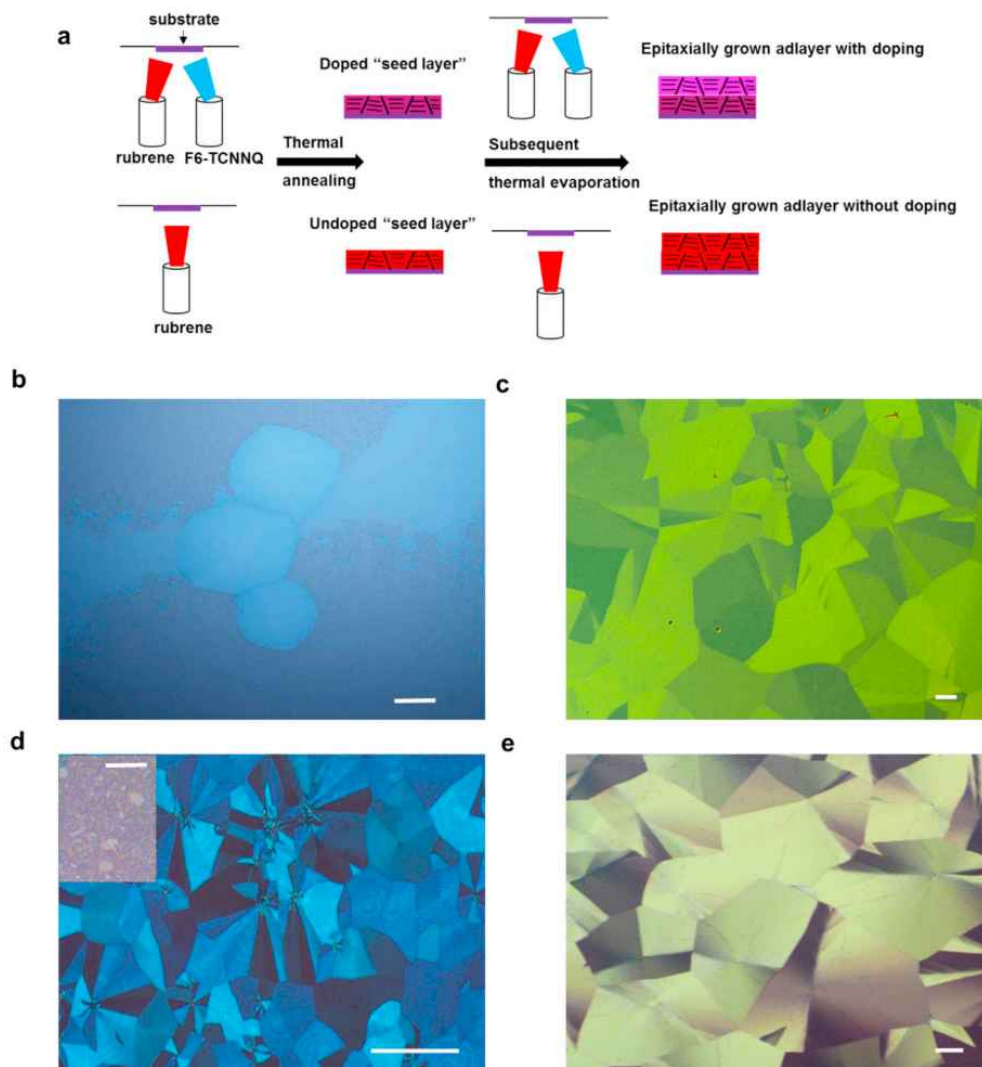 a
substrate
rubrene F6-TCNNQ
Thermal
annealing
Doped “seed layer”
Undoped “seed layer”
Subsequent
thermal evaporation
Epitaxially grown adlayer with doping
Epitaxially grown adlayer without doping
rubrene
b
c
d
e